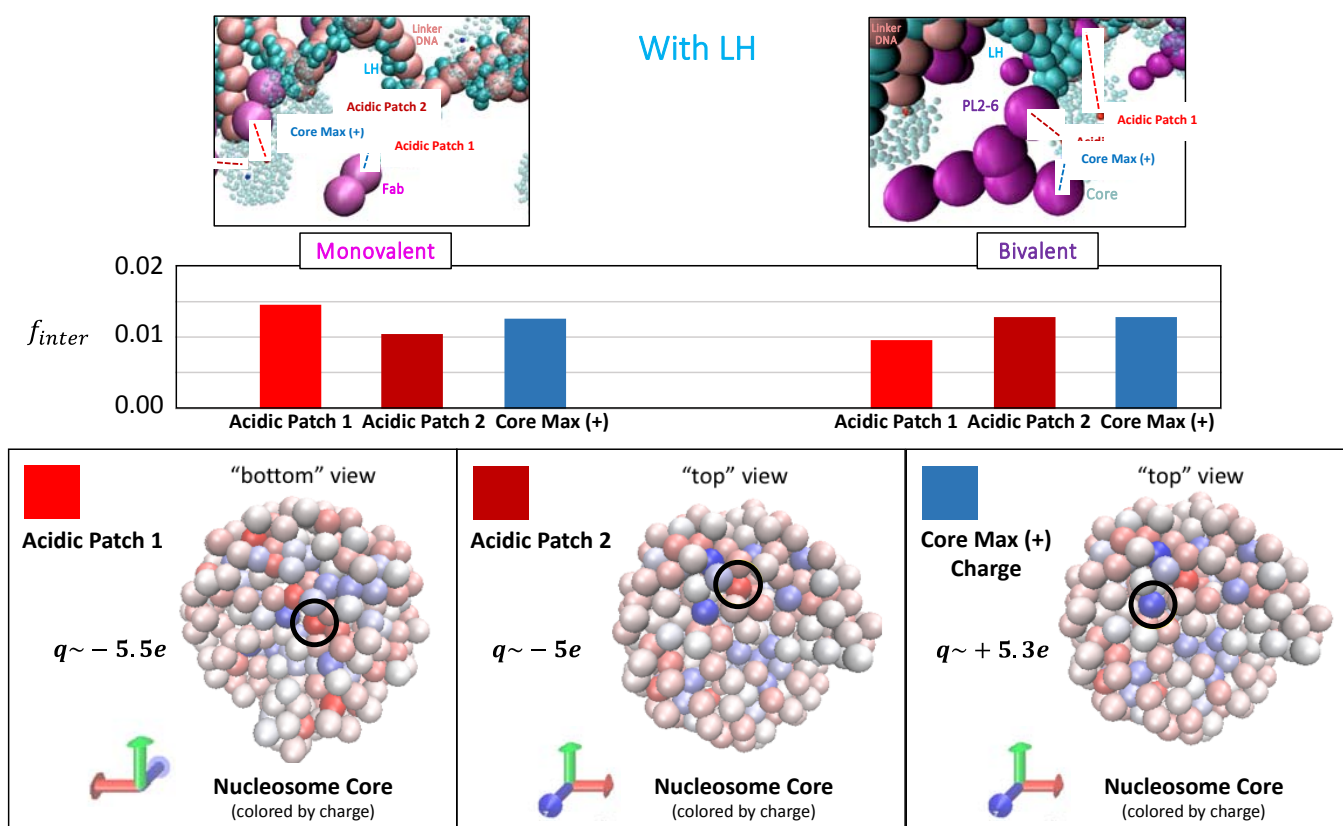 With LH
Linker
DNA
LH
Acidic Patch 2
Core Max (+)
Acidic Patch 1
Fab
Linker
DNA
LH
PL2-6
Acidic Patch 1
Core Max (+)
Core
Monovalent
Bivalent
0.02
f_inter
0.01
0.00
Acidic Patch 1
Acidic Patch 2
Core Max (+)
Acidic Patch 1
Acidic Patch 2
Core Max (+)
"bottom" view
Acidic Patch 1
q~ − 5.5e
Nucleosome Core
(colored by charge)
"top" view
Acidic Patch 2
q~ − 5e
Nucleosome Core
(colored by charge)
"top" view
Core Max (+)
Charge
q~ + 5.3e
Nucleosome Core
(colored by charge)